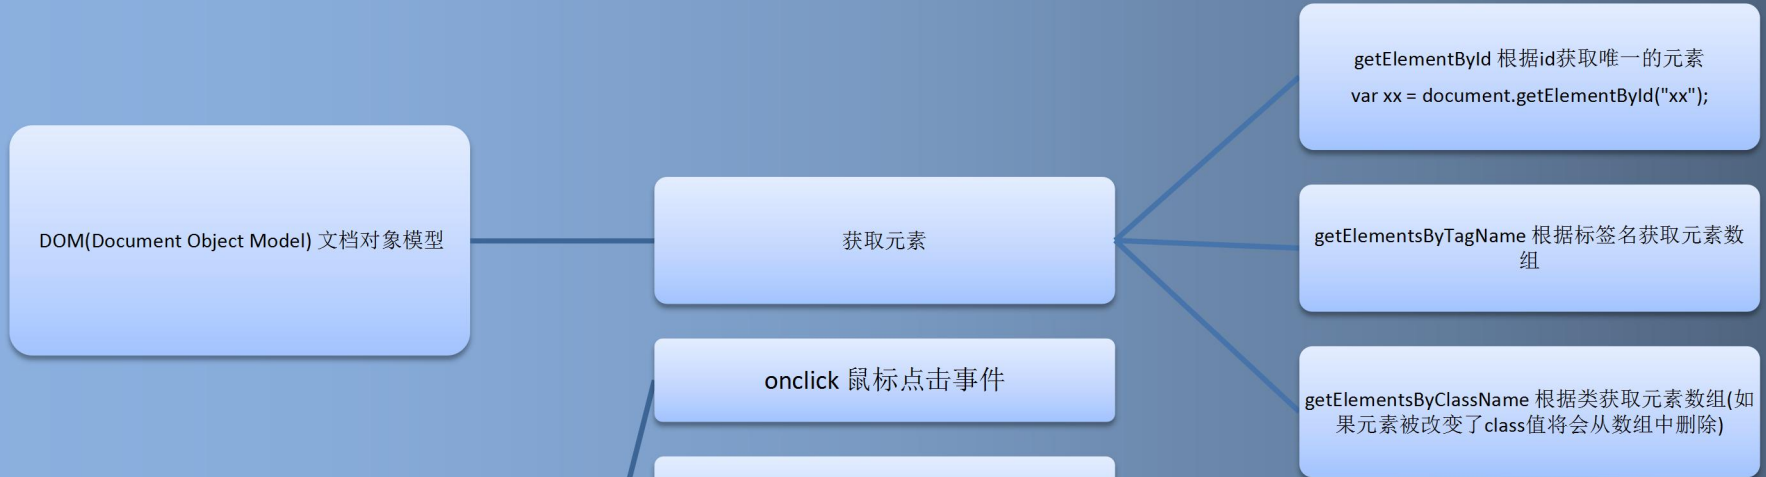 getElementById 根据id获取唯一的元素
var xx = document.getElementById("xx");
DOM(Document Object Model) 文档对象模型
获取元素
getElementsByTagName 根据标签名获取元素数
组
onclick 鼠标点击事件
getElementsByClassName 根据类获取元素数组(如
果元素被改变了class值将会从数组中删除)